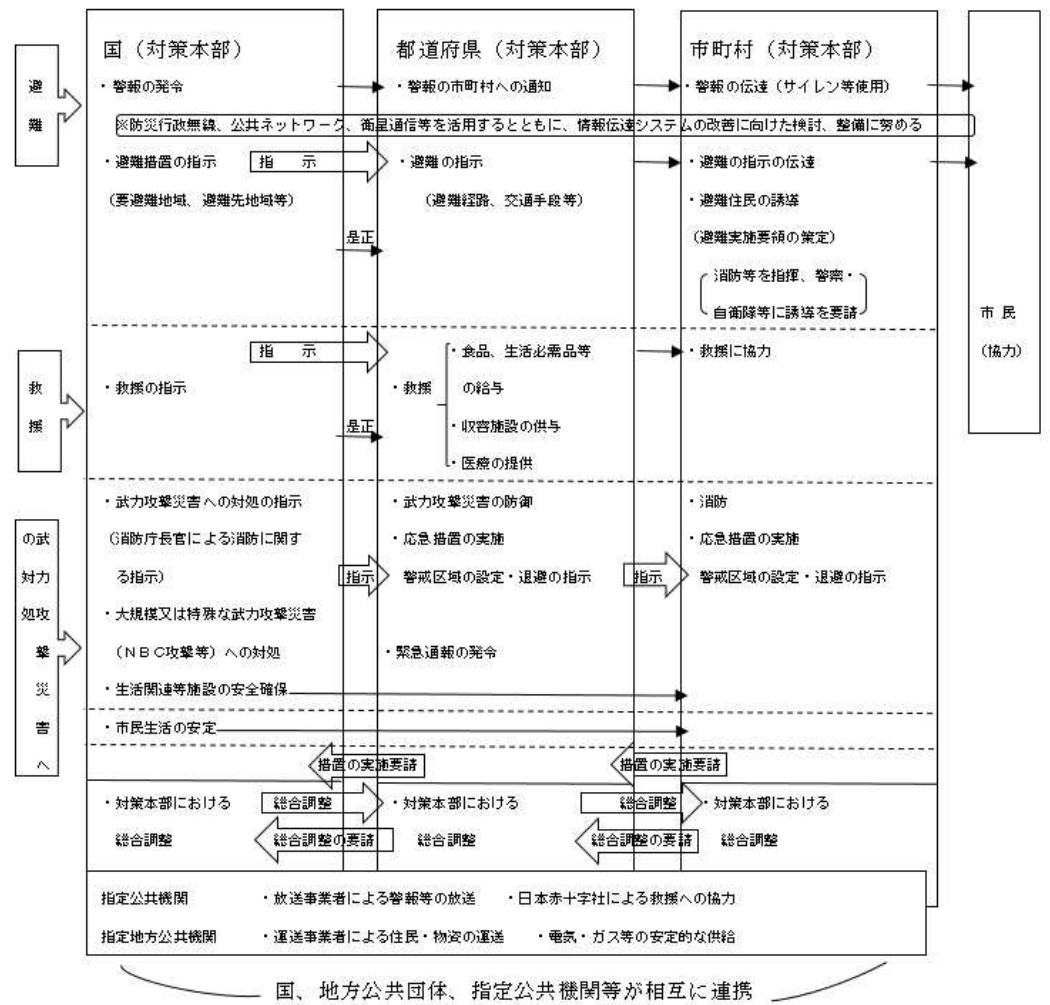 国（対策本部）
都道府県（対策本部）
市町村（対策本部）
避難
・警報の発令
・警報の市町村への通知
・警報の伝達（サイレン等使用）
※防災行政無線、公共ネットワーク、衛星通信等を活用するとともに、情報伝達システムの改善に向けた検討、整備に努める
・避難措置の指示
指　示
・避難の指示
・避難の指示の伝達
（要避難地域、避難先地域等）
（避難経路、交通手段等）
・避難住民の誘導
是正
（避難実施要領の策定）
消防等を指揮、警察・
自衛隊等に誘導を要請
市 民
（協力）
救援
指　示
・食品、生活必需品等
・救援に協力
・救援の指示
・救援
の給与
是正
・収容施設の供与
・医療の提供
の武
対力
処攻
撃
災
害
へ
・武力攻撃災害への対処の指示
・武力攻撃災害の防御
・消防
（消防庁長官による消防に関す
・応急措置の実施
・応急措置の実施
る指示）
指示
警戒区域の設定・退避の指示
指示
警戒区域の設定・退避の指示
・大規模又は特殊な武力攻撃災害
（ＮＢＣ攻撃等）への対処
・緊急通報の発令
・生活関連等施設の安全確保
・市民生活の安定
措置の実施要請
措置の実施要請
・対策本部における
総合調整
・対策本部における
総合調整
・対策本部における
総合調整
総合調整の要請
総合調整
総合調整の要請
総合調整
指定公共機関
・放送事業者による警報等の放送
・日本赤十字社による救援への協力
指定地方公共機関
・運送事業者による住民・物資の運送
・電気・ガス等の安定的な供給
国、地方公共団体、指定公共機関等が相互に連携